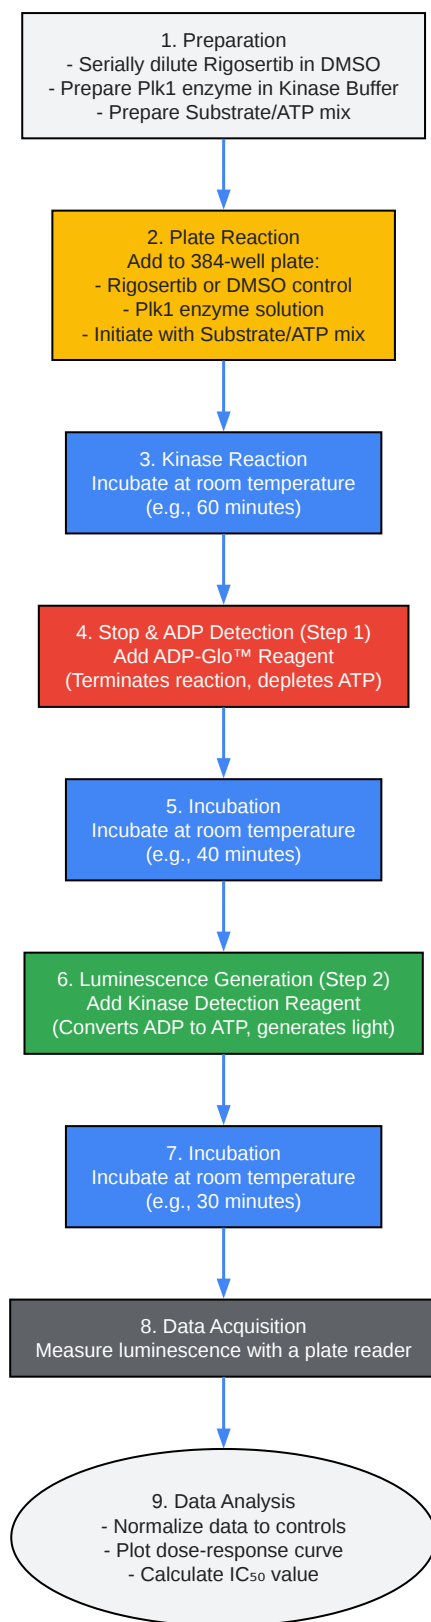 1. Preparation
- Serially dilute Rigosertib in DMSO
- Prepare Plk1 enzyme in Kinase Buffer
- Prepare Substrate/ATP mix
2. Plate Reaction
Add to 384-well plate:
- Rigosertib or DMSO control
- Plk1 enzyme solution
- Initiate with Substrate/ATP mix
3. Kinase Reaction
Incubate at room temperature
(e.g., 60 minutes)
4. Stop & ADP Detection (Step 1)
Add ADP-Glo™ Reagent
(Terminates reaction, depletes ATP)
5. Incubation
Incubate at room temperature
(e.g., 40 minutes)
6. Luminescence Generation (Step 2)
Add Kinase Detection Reagent
(Converts ADP to ATP, generates light)
7. Incubation
Incubate at room temperature
(e.g., 30 minutes)
8. Data Acquisition
Measure luminescence with a plate reader
9. Data Analysis
- Normalize data to controls
- Plot dose-response curve
- Calculate IC₅₀ value